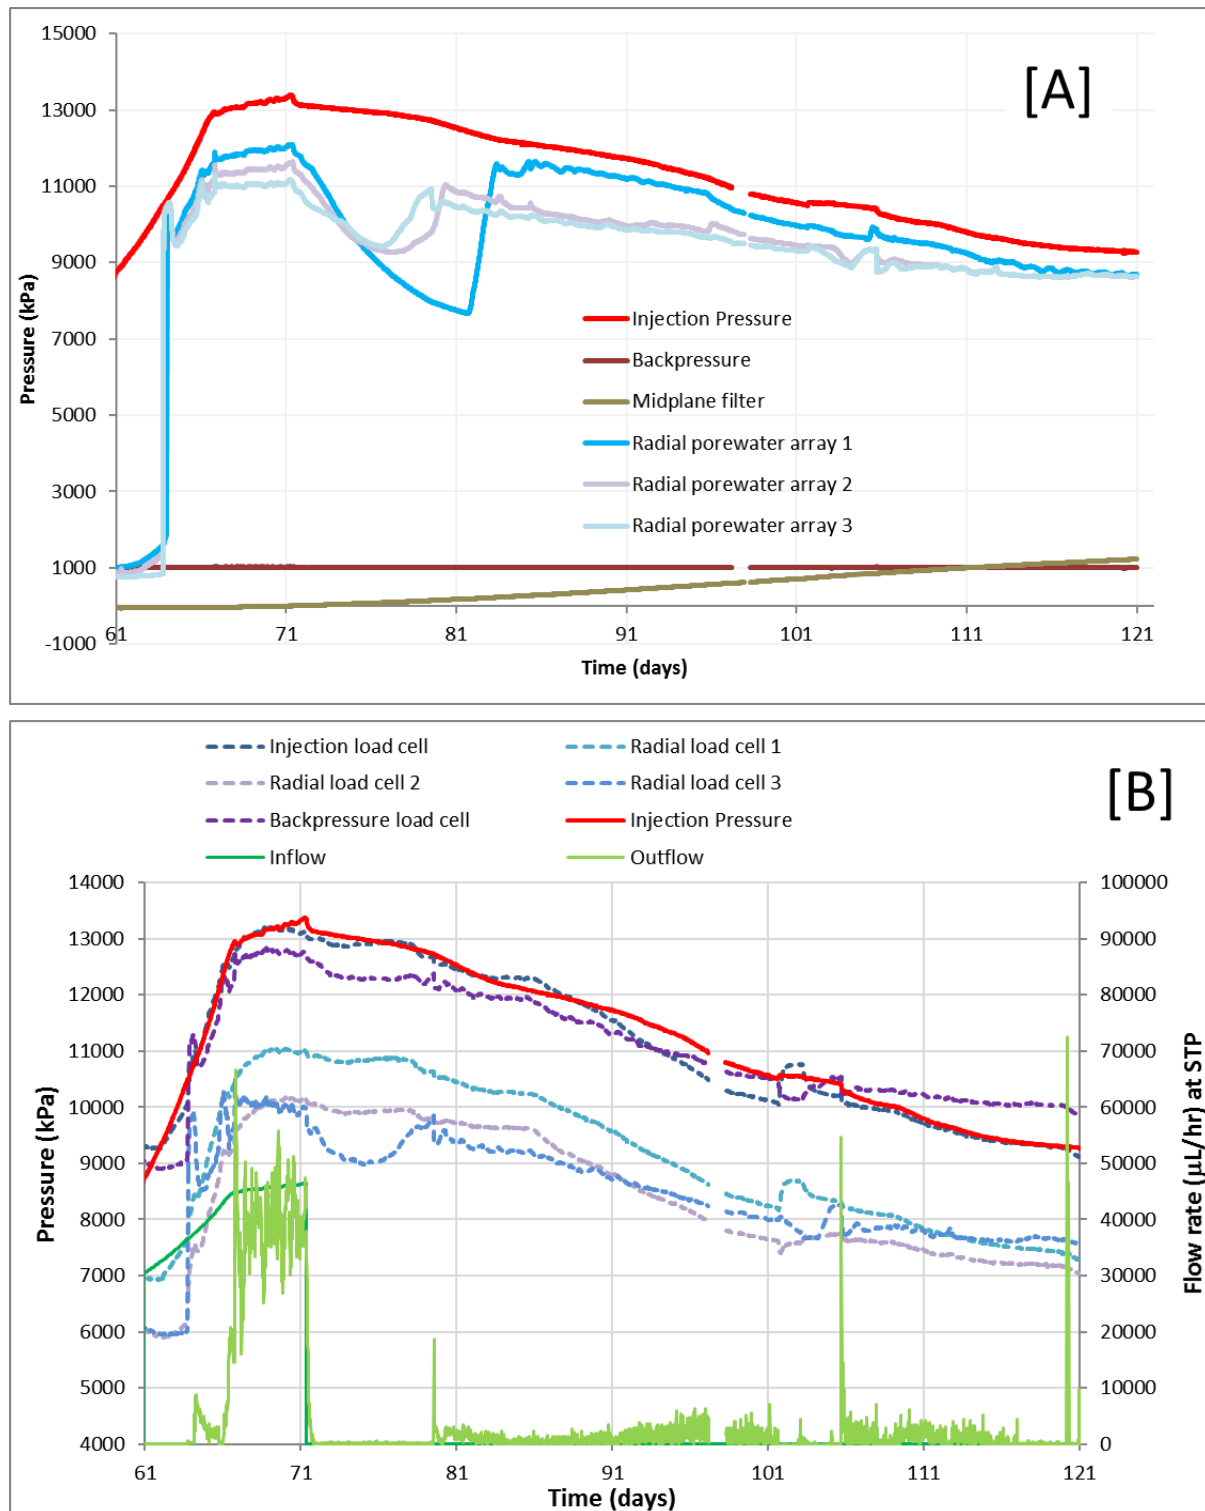 [A]
15000
13000
11000
9000
7000
5000
3000
1000
-1000
Pressure (kPa)
Injection Pressure
Backpressure
Midplane filter
Radial porewater array 1
Radial porewater array 2
Radial porewater array 3
61 71 81 91 101 111 121
Time (days)
Injection load cell Radial load cell 1
Radial load cell 2 Radial load cell 3
Backpressure load cell Injection Pressure
Inflow Outflow
[B]
14000 100000
13000 90000
12000 80000
11000 70000
10000 60000
9000 50000
8000 40000
7000 30000
6000 20000
5000 10000
4000 0
Pressure (kPa)
Flow rate (µL/hr) at STP
61 71 81 91 101 111 121
Time (days)